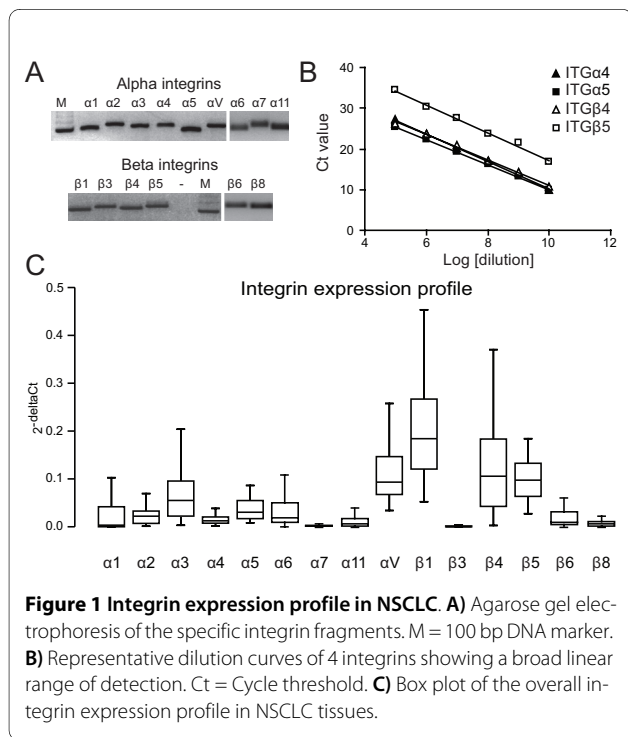 A
Alpha integrins
M α1 α2 α3 α4 α5 αV α6 α7 α11
Beta integrins
β1 β3 β4 β5 - M β6 β8
B
ITGα4
ITGα5
ITGβ4
ITGβ5
Ct value
40
30
20
10
0
4 6 8 10 12
Log [dilution]
C
Integrin expression profile
2-deltaCt
0.5
0.4
0.3
0.2
0.1
0.0
α1 α2 α3 α4 α5 α6 α7 α11 αV β1 β3 β4 β5 β6 β8
Figure 1 Integrin expression profile in NSCLC. A) Agarose gel elec-
trophoresis of the specific integrin fragments. M = 100 bp DNA marker.
B) Representative dilution curves of 4 integrins showing a broad linear
range of detection. Ct = Cycle threshold. C) Box plot of the overall in-
tegrin expression profile in NSCLC tissues.